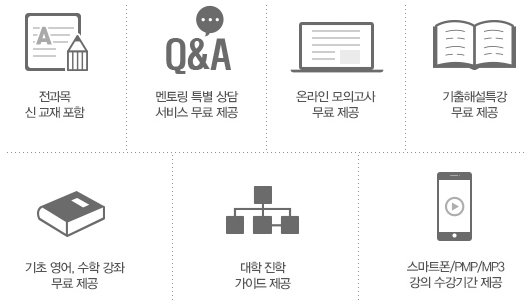 A
Q&A
전과목
신 교재 포함
멘토링 특별 상담
서비스 무료 제공
온라인 모의고사
무료 제공
기출해설특강
무료 제공
기초 영어, 수학 강좌
무료 제공
대학 진학
가이드 제공
스마트폰/PMP/MP3
강의 수강기간 제공